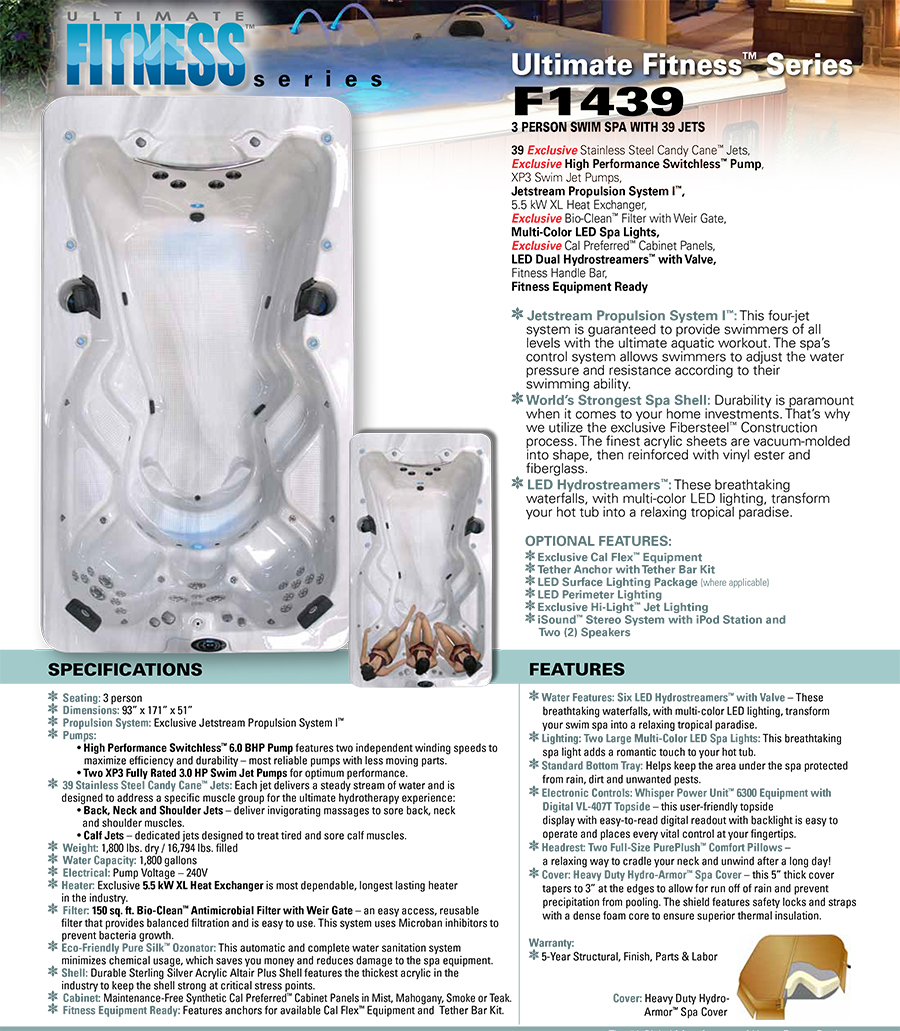 ULTIMATE
FITNESS™
series
Ultimate Fitness™ Series
F1439
3 PERSON SWIM SPA WITH 39 JETS
39 Exclusive Stainless Steel Candy Cane™ Jets,
Exclusive High Performance Switchless™ Pump,
XP3 Swim Jet Pumps,
Jetstream Propulsion System I™,
5.5 kW XL Heat Exchanger,
Exclusive Bio-Clean™ Filter with Weir Gate,
Multi-Color LED Spa Lights,
Exclusive Cal Preferred™ Cabinet Panels,
LED Dual Hydrostreamers™ with Valve,
Fitness Handle Bar,
Fitness Equipment Ready
✻ Jetstream Propulsion System I™: This four-jet
system is guaranteed to provide swimmers of all
levels with the ultimate aquatic workout. The spa's
control system allows swimmers to adjust the water
pressure and resistance according to their
swimming ability.
✻ World's Strongest Spa Shell: Durability is paramount
when it comes to your home investments. That's why
we utilize the exclusive Fibersteel™ Construction
process. The finest acrylic sheets are vacuum-molded
into shape, then reinforced with vinyl ester and
fiberglass.
✻ LED Hydrostreamers™: These breathtaking
waterfalls, with multi-color LED lighting, transform
your hot tub into a relaxing tropical paradise.
OPTIONAL FEATURES:
✻ Exclusive Cal Flex™ Equipment
✻ Tether Anchor with Tether Bar Kit
✻ LED Surface Lighting Package (where applicable)
✻ LED Perimeter Lighting
✻ Exclusive Hi-Light™ Jet Lighting
✻ iSound™ Stereo System with iPod Station and
Two (2) Speakers
SPECIFICATIONS
✻ Seating: 3 person
✻ Dimensions: 93” x 171” x 51”
✻ Propulsion System: Exclusive Jetstream Propulsion System I™
✻ Pumps:
• High Performance Switchless™ 6.0 BHP Pump features two independent winding speeds to
maximize efficiency and durability – most reliable pumps with less moving parts.
• Two XP3 Fully Rated 3.0 HP Swim Jet Pumps for optimum performance.
✻ 39 Stainless Steel Candy Cane™ Jets: Each jet delivers a steady stream of water and is
designed to address a specific muscle group for the ultimate hydrotherapy experience:
• Back, Neck and Shoulder Jets – deliver invigorating massages to sore back, neck
and shoulder muscles.
• Calf Jets – dedicated jets designed to treat tired and sore calf muscles.
✻ Weight: 1,800 lbs. dry / 16,794 lbs. filled
✻ Water Capacity: 1,800 gallons
✻ Electrical: Pump Voltage – 240V
✻ Heater: Exclusive 5.5 kW XL Heat Exchanger is most dependable, longest lasting heater
in the industry.
✻ Filter: 150 sq. ft. Bio-Clean™ Antimicrobial Filter with Weir Gate – an easy access, reusable
filter that provides balanced filtration and is easy to use. This system uses Microban inhibitors to
prevent bacteria growth.
✻ Eco-Friendly Pure Silk™ Ozonator: This automatic and complete water sanitation system
minimizes chemical usage, which saves you money and reduces damage to the spa equipment.
✻ Shell: Durable Sterling Silver Acrylic Altair Plus Shell features the thickest acrylic in the
industry to keep the shell strong at critical stress points.
✻ Cabinet: Maintenance-Free Synthetic Cal Preferred™ Cabinet Panels in Mist, Mahogany, Smoke or Teak.
✻ Fitness Equipment Ready: Features anchors for available Cal Flex™ Equipment and Tether Bar Kit.
FEATURES
✻ Water Features: Six LED Hydrostreamers™ with Valve – These
breathtaking waterfalls, with multi-color LED lighting, transform
your swim spa into a relaxing tropical paradise.
✻ Lighting: Two Large Multi-Color LED Spa Lights: This breathtaking
spa light adds a romantic touch to your hot tub.
✻ Standard Bottom Tray: Helps keep the area under the spa protected
from rain, dirt and unwanted pests.
✻ Electronic Controls: Whisper Power Unit™ 6300 Equipment with
Digital VL-407T Topside – this user-friendly topside
display with easy-to-read digital readout with backlight is easy to
operate and places every vital control at your fingertips.
✻ Headrest: Two Full-Size PurePlush™ Comfort Pillows –
a relaxing way to cradle your neck and unwind after a long day!
✻ Cover: Heavy Duty Hydro-Armor™ Spa Cover – this 5” thick cover
tapers to 3” at the edges to allow for run off of rain and prevent
precipitation from pooling. The shield features safety locks and straps
with a dense foam core to ensure superior thermal insulation.
Warranty:
✻ 5-Year Structural, Finish, Parts & Labor
Cover: Heavy Duty Hydro-
Armor™ Spa Cover